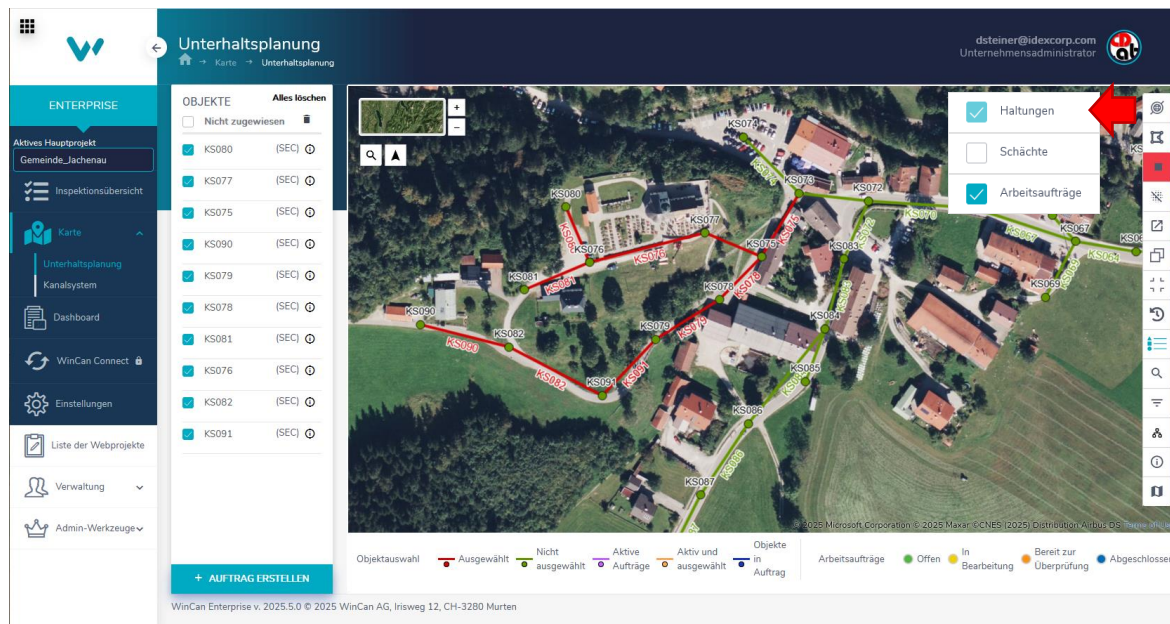 Unterhaltsplanung
→ Karte → Unterhaltsplanung
dsteiner@idexcorp.com
Unternehmensadministrator
ENTERPRISE
Aktives Hauptprojekt
Gemeinde_Jachenau
Inspektionsübersicht
Karte
Unterhaltsplanung
Kanalsystem
Dashboard
WinCan Connect
Einstellungen
Liste der Webprojekte
Verwaltung
Admin-Werkzeuge
OBJEKTE
Alles löschen
Nicht zugewiesen
KS080 (SEC)
KS077 (SEC)
KS075 (SEC)
KS090 (SEC)
KS079 (SEC)
KS078 (SEC)
KS081 (SEC)
KS076 (SEC)
KS082 (SEC)
KS091 (SEC)
+ AUFTRAG ERSTELLEN
+
−
Haltungen
Schächte
Arbeitsaufträge
KS074
KS073
KS072
KS070
KS080
KS077
KS075
KS075
KS083
KS067
KS067
KS064
KS076
KS076
KS080
KS081
KS081
KS078
KS078
KS069
KS090
KS090
KS079
KS079
KS084
KS082
KS082
KS091
KS091
KS085
KS086
KS086
KS087
© 2025 Microsoft Corporation © 2025 Maxar ©CNES (2025) Distribution Airbus DS
Objektauswahl
Ausgewählt
Nicht
ausgewählt
Aktive
Aufträge
Aktiv und
ausgewählt
Objekte
in
Auftrag
Arbeitsaufträge
Offen
In
Bearbeitung
Bereit zur
Überprüfung
Abgeschlossen
WinCan Enterprise v. 2025.5.0 © 2025 WinCan AG, Irisweg 12, CH-3280 Murten